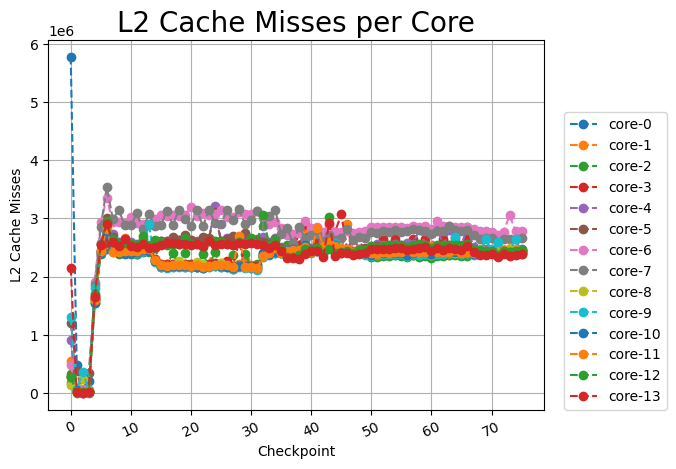 L2 Cache Misses per Core
1e6
6
5
4
3
2
1
0
L2 Cache Misses
0 10 20 30 40 50 60 70
Checkpoint
core-0
core-1
core-2
core-3
core-4
core-5
core-6
core-7
core-8
core-9
core-10
core-11
core-12
core-13